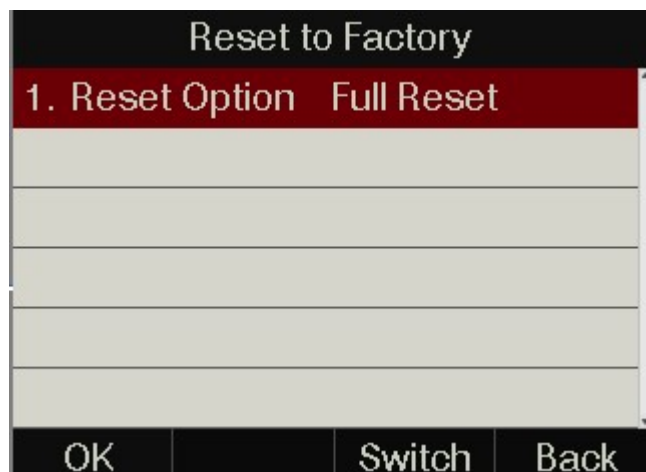 Reset to Factory
1. Reset Option Full Reset
OK Switch Back